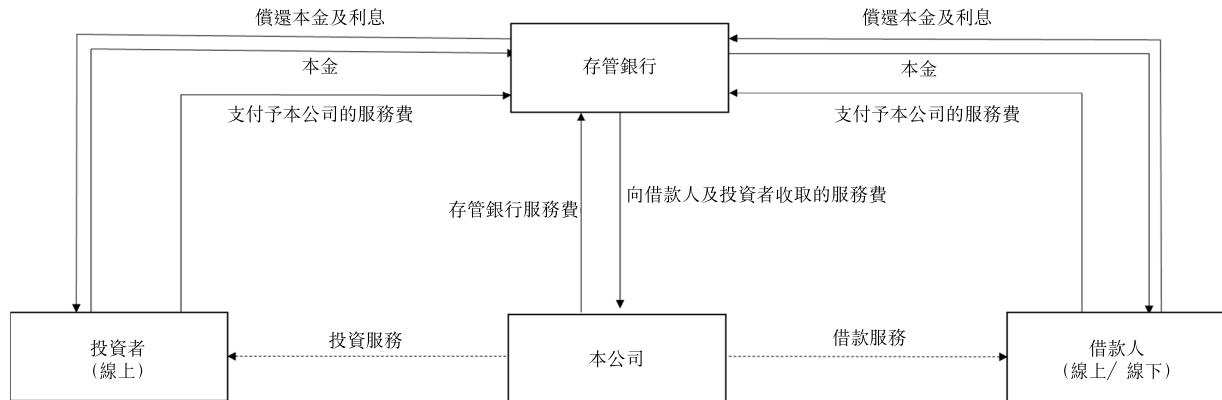 償還本金及利息
償還本金及利息
存管銀行
本金
本金
支付予本公司的服務費
支付予本公司的服務費
向借款人及投資者收取的服務費
存管銀行服務費
投資服務
借款服務
投資者
(線上)
本公司
借款人
(線上/ 線下)